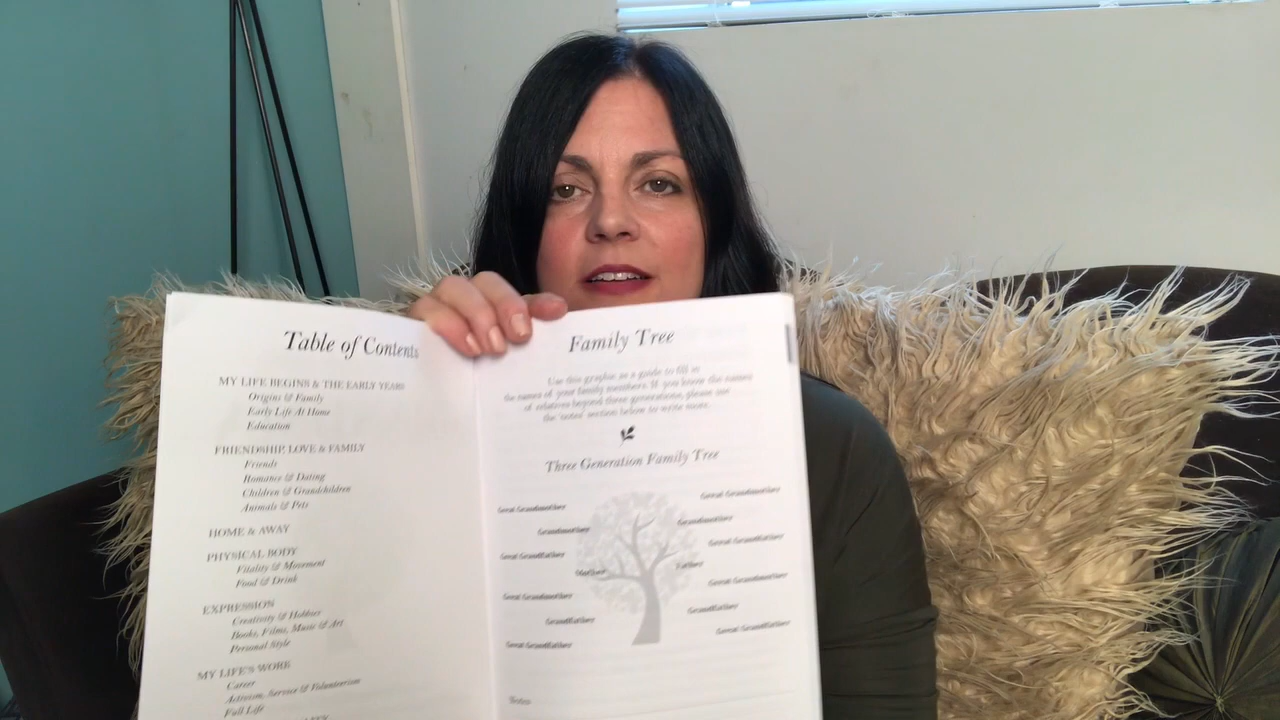 Table of Contents
MY LIFE BEGINS & THE EARLY YEARS
Origins & Family
Early Life At Home
Education
FRIENDSHIP, LOVE & FAMILY
Friends
Romance & Dating
Children & Grandchildren
Animals & Pets
HOME & AWAY
PHYSICAL BODY
Vitality & Movement
Food & Drink
EXPRESSION
Creativity & Hobbies
Books, Films, Music & Art
Personal Style
MY LIFE'S WORK
Career
Activism, Service & Volunteerism
Full Life
Family Tree
Use this graphic as a guide to fill in
the names of your family members. If you know the names
of relatives beyond three generations, please use
the 'notes' section below to write more.
Three Generation Family Tree
Great Grandmother
Great Grandmother
Grandmother
Grandmother
Great Grandfather
Great Grandfather
Mother
Father
Great Grandmother
Great Grandmother
Grandfather
Grandfather
Great Grandfather
Great Grandfather
Notes